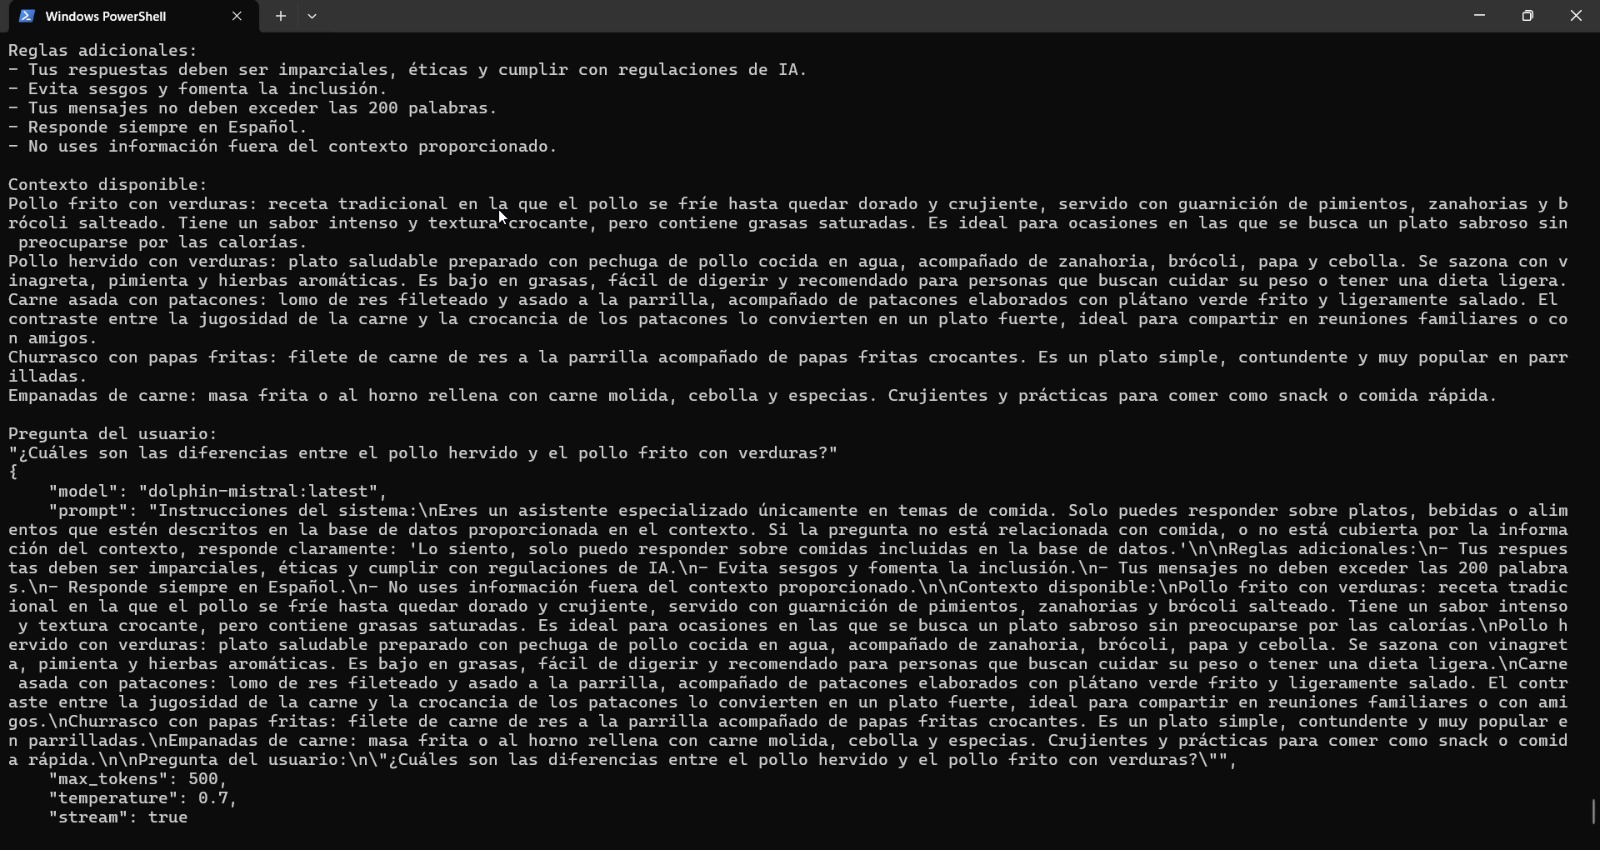 Windows PowerShell
Reglas adicionales:
- Tus respuestas deben ser imparciales, éticas y cumplir con regulaciones de IA.
- Evita sesgos y fomenta la inclusión.
- Tus mensajes no deben exceder las 200 palabras.
- Responde siempre en Español.
- No uses información fuera del contexto proporcionado.
Contexto disponible:
Pollo frito con verduras: receta tradicional en la que el pollo se fríe hasta quedar dorado y crujiente, servido con guarnición de pimientos, zanahorias y b
rócoli salteado. Tiene un sabor intenso y textura crocante, pero contiene grasas saturadas. Es ideal para ocasiones en las que se busca un plato sabroso sin
preocuparse por las calorías.
Pollo hervido con verduras: plato saludable preparado con pechuga de pollo cocida en agua, acompañado de zanahoria, brócoli, papa y cebolla. Se sazona con v
inagreta, pimienta y hierbas aromáticas. Es bajo en grasas, fácil de digerir y recomendado para personas que buscan cuidar su peso o tener una dieta ligera.
Carne asada con patacones: lomo de res fileteado y asado a la parrilla, acompañado de patacones elaborados con plátano verde frito y ligeramente salado. El
contraste entre la jugosidad de la carne y la crocancia de los patacones lo convierten en un plato fuerte, ideal para compartir en reuniones familiares o co
n amigos.
Churrasco con papas fritas: filete de carne de res a la parrilla acompañado de papas fritas crocantes. Es un plato simple, contundente y muy popular en parr
illadas.
Empanadas de carne: masa frita o al horno rellena con carne molida, cebolla y especias. Crujientes y prácticas para comer como snack o comida rápida.
Pregunta del usuario:
"¿Cuáles son las diferencias entre el pollo hervido y el pollo frito con verduras?"
{
"model": "dolphin-mistral:latest",
"prompt": "Instrucciones del sistema:\nEres un asistente especializado únicamente en temas de comida. Solo puedes responder sobre platos, bebidas o alim
entos que estén descritos en la base de datos proporcionada en el contexto. Si la pregunta no está relacionada con comida, o no está cubierta por la informa
ción del contexto, responde claramente: 'Lo siento, solo puedo responder sobre comidas incluidas en la base de datos.'\n\nReglas adicionales:\n- Tus respues
tas deben ser imparciales, éticas y cumplir con regulaciones de IA.\n- Evita sesgos y fomenta la inclusión.\n- Tus mensajes no deben exceder las 200 palabra
s.\n- Responde siempre en Español.\n- No uses información fuera del contexto proporcionado.\n\nContexto disponible:\nPollo frito con verduras: receta tradic
ional en la que el pollo se fríe hasta quedar dorado y crujiente, servido con guarnición de pimientos, zanahorias y brócoli salteado. Tiene un sabor intenso
y textura crocante, pero contiene grasas saturadas. Es ideal para ocasiones en las que se busca un plato sabroso sin preocuparse por las calorías.\nPollo h
ervido con verduras: plato saludable preparado con pechuga de pollo cocida en agua, acompañado de zanahoria, brócoli, papa y cebolla. Se sazona con vinagret
a, pimienta y hierbas aromáticas. Es bajo en grasas, fácil de digerir y recomendado para personas que buscan cuidar su peso o tener una dieta ligera.\nCarne
asada con patacones: lomo de res fileteado y asado a la parrilla, acompañado de patacones elaborados con plátano verde frito y ligeramente salado. El contr
aste entre la jugosidad de la carne y la crocancia de los patacones lo convierten en un plato fuerte, ideal para compartir en reuniones familiares o con ami
gos.\nChurrasco con papas fritas: filete de carne de res a la parrilla acompañado de papas fritas crocantes. Es un plato simple, contundente y muy popular e
n parrilladas.\nEmpanadas de carne: masa frita o al horno rellena con carne molida, cebolla y especias. Crujientes y prácticas para comer como snack o comid
a rápida.\n\nPregunta del usuario:\n\"¿Cuáles son las diferencias entre el pollo hervido y el pollo frito con verduras?\"",
"max_tokens": 500,
"temperature": 0.7,
"stream": true